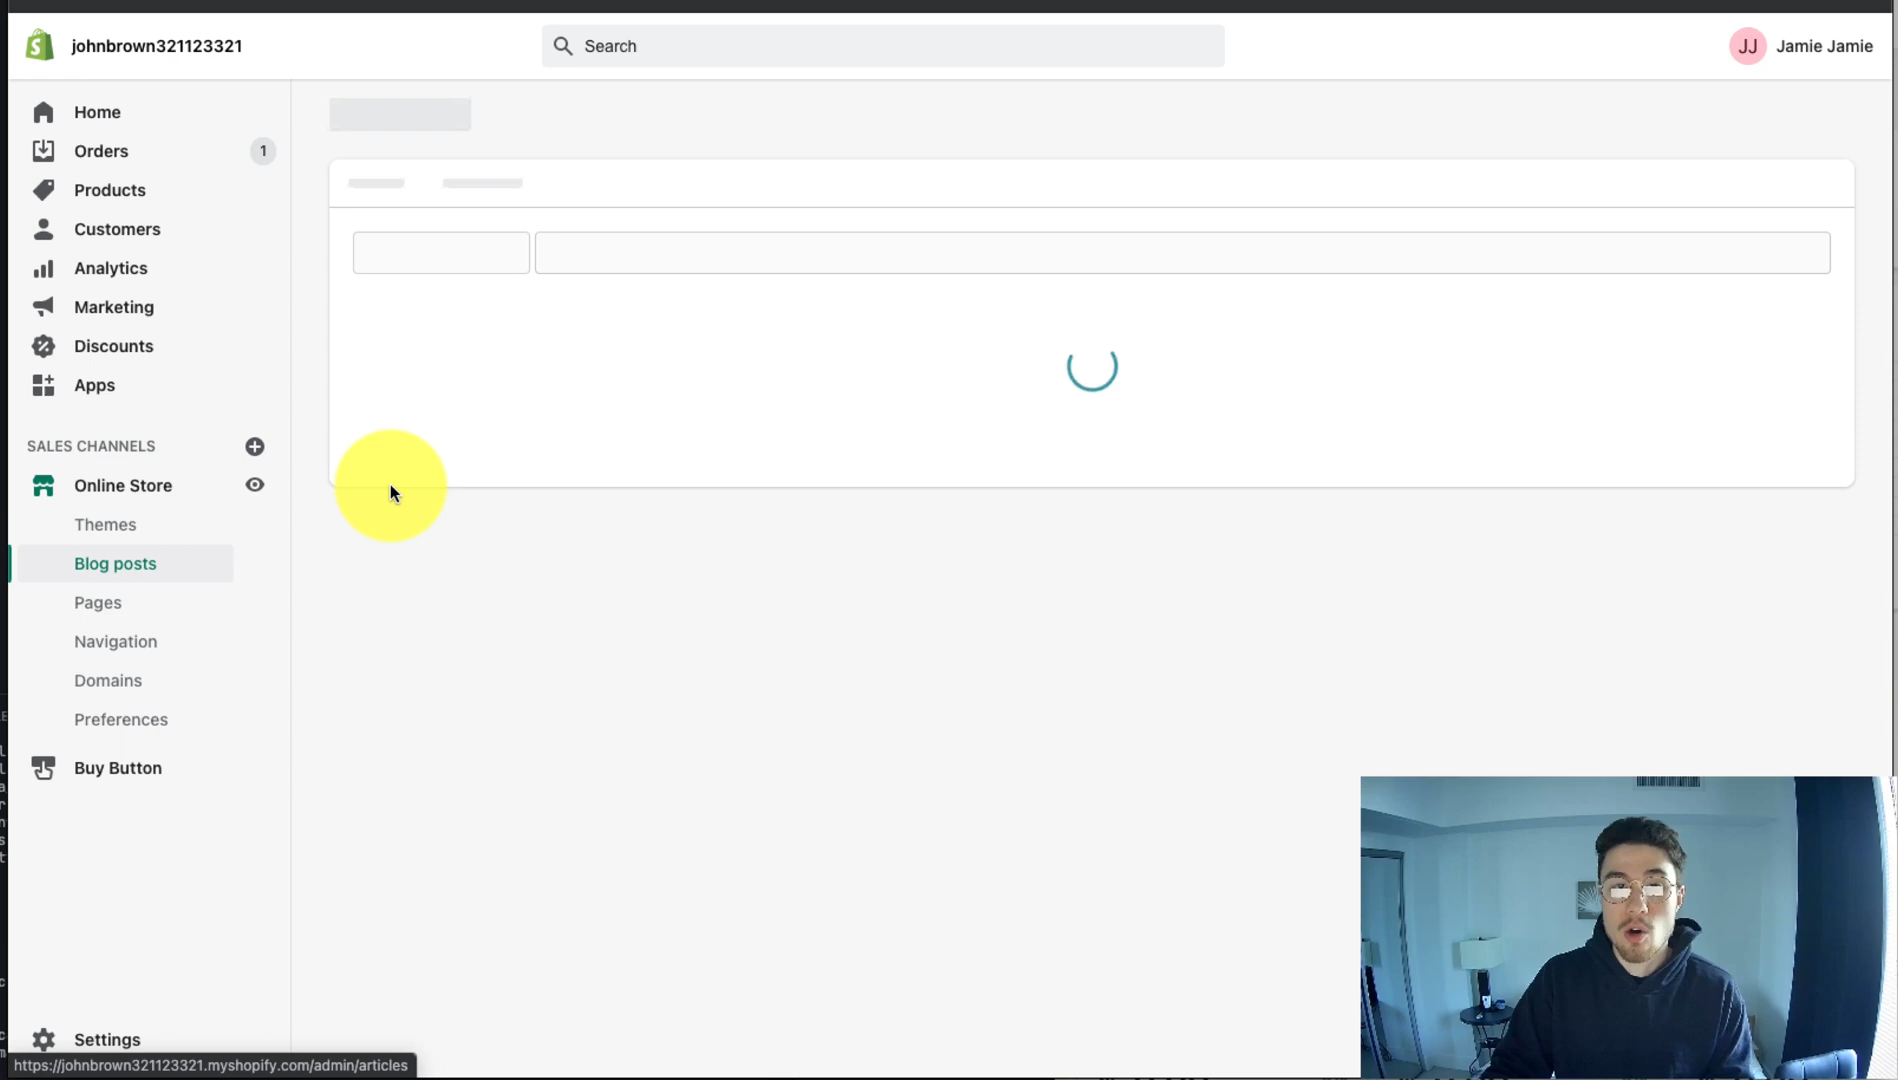 johnbrown321123321
Search
JJ
Jamie Jamie
Home
Orders
1
Products
Customers
Analytics
Marketing
Discounts
Apps
SALES CHANNELS
Online Store
Themes
Blog posts
Pages
Navigation
Domains
Preferences
Buy Button
Settings
https://johnbrown321123321.myshopify.com/admin/articles